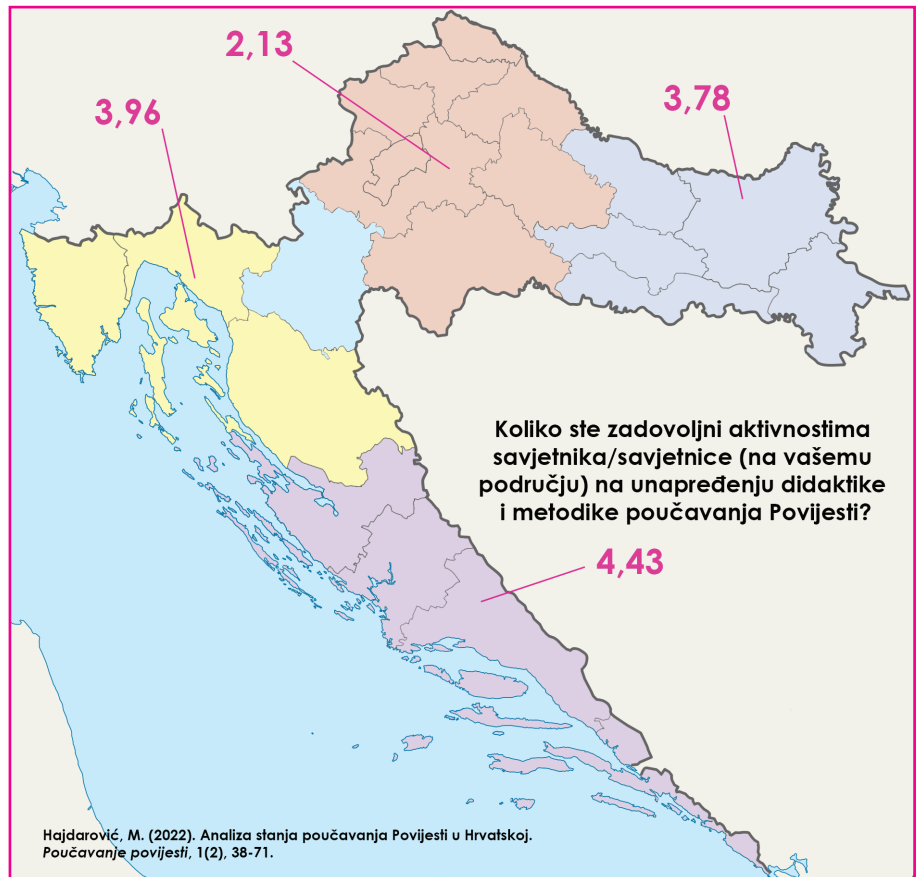 2,13
3,96
3,78
Koliko ste zadovoljni aktivnostima
savjetnika/savjetnice (na vašemu
području) na unapređenju didaktike
i metodike poučavanja Povijesti?
4,43
Hajdarović, M. (2022). Analiza stanja poučavanja Povijesti u Hrvatskoj.
Poučavanje povijesti, 1(2), 38-71.